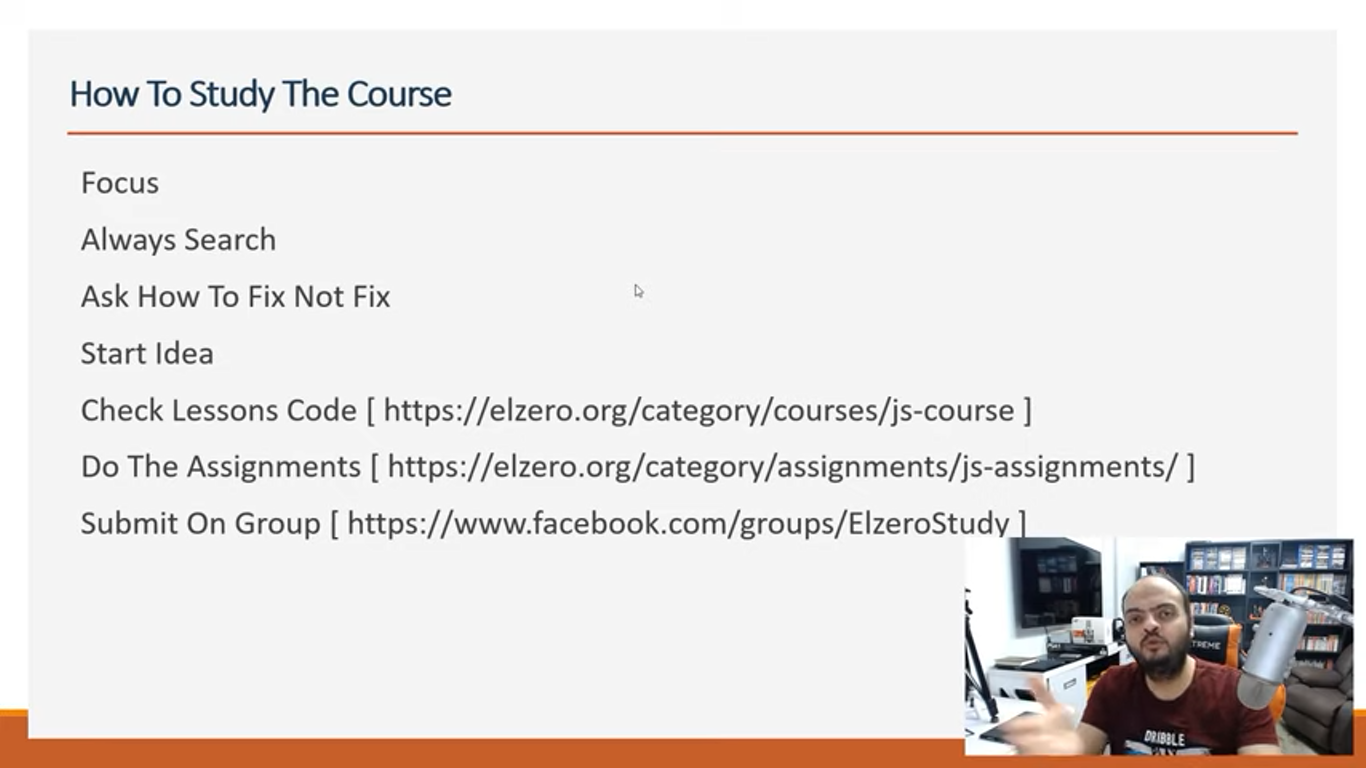 How To Study The Course
Focus
Always Search
Ask How To Fix Not Fix
Start Idea
Check Lessons Code [ https://elzero.org/category/courses/js-course ]
Do The Assignments [ https://elzero.org/category/assignments/js-assignments/ ]
Submit On Group [ https://www.facebook.com/groups/ElzeroStudy ]
DRIBBLE